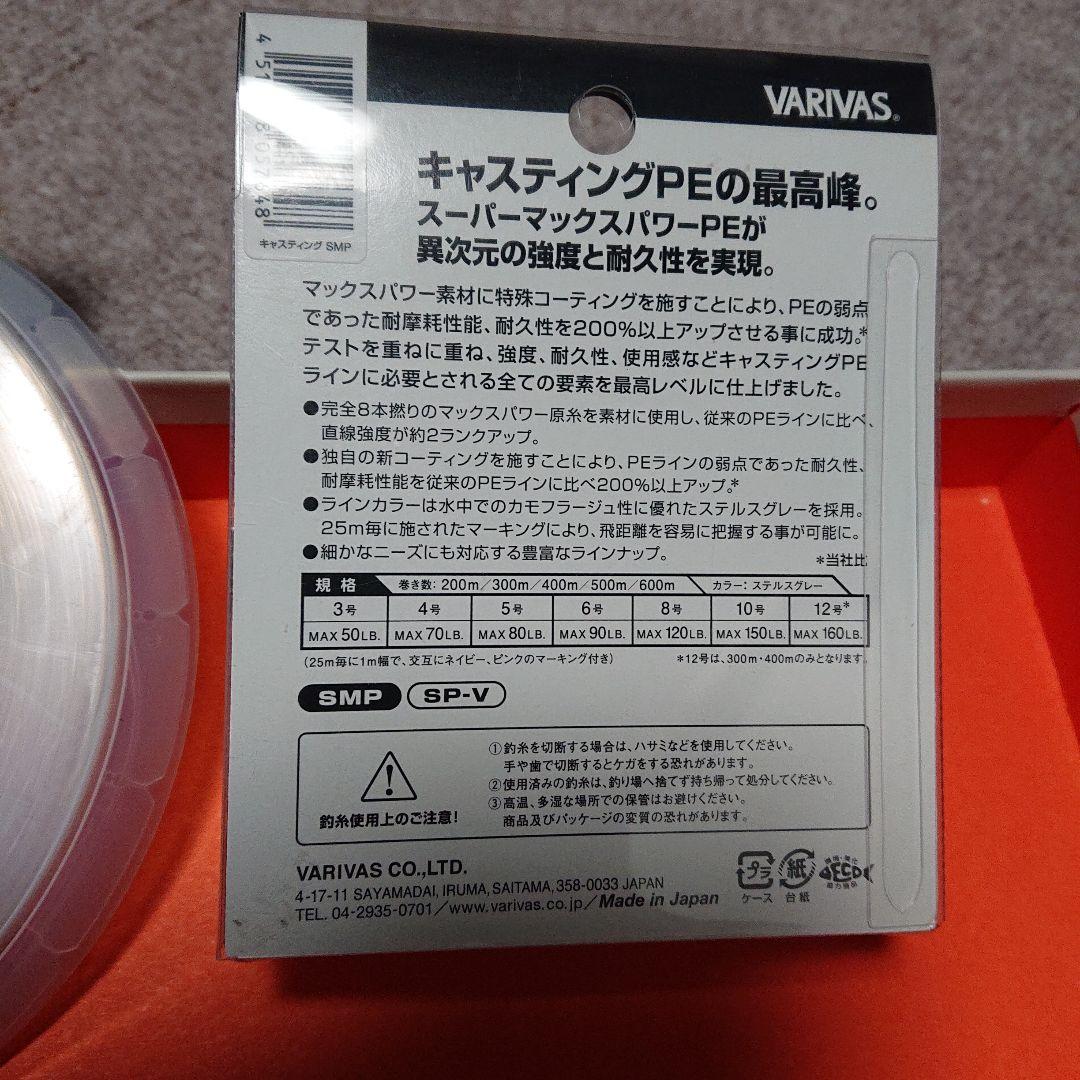 VARIVAS®
キャスティング SMP
キャスティングPEの最高峰。
スーパーマックスパワーPEが
異次元の強度と耐久性を実現。
マックスパワー素材に特殊コーティングを施すことにより、PEの弱点
であった耐摩耗性能、耐久性を200%以上アップさせる事に成功。*
テストを重ねに重ね、強度、耐久性、使用感などキャスティングPE
ラインに必要とされる全ての要素を最高レベルに仕上げました。
●完全8本撚りのマックスパワー原糸を素材に使用し、従来のPEラインに比べ、
直線強度が約2ランクアップ。
●独自の新コーティングを施すことにより、PEラインの弱点であった耐久性、
耐摩耗性能を従来のPEラインに比べ200%以上アップ。*
●ラインカラーは水中でのカモフラージュ性に優れたステルスグレーを採用。
25m毎に施されたマーキングにより、飛距離を容易に把握する事が可能に。
●細かなニーズにも対応する豊富なラインナップ。
*当社比
規格 巻き数:200m/300m/400m/500m/600m カラー:ステルスグレー
3号 4号 5号 6号 8号 10号 12号*
MAX 50LB. MAX 70LB. MAX 80LB. MAX 90LB. MAX 120LB. MAX 150LB. MAX 160LB.
(25m毎に1m幅で、交互にネイビー、ピンクのマーキング付き) *12号は、300m・400mのみとなります。
SMP SP-V
釣糸使用上のご注意!
①釣糸を切断する場合は、ハサミなどを使用してください。
手や歯で切断するとケガをする恐れがあります。
②使用済みの釣糸は、釣り場へ捨てず持ち帰って処分してください。
③高温、多湿な場所での保管はお避けください。
商品及びパッケージの変質の恐れがあります。
VARIVAS CO.,LTD.
4-17-11 SAYAMADAI, IRUMA, SAITAMA, 358-0033 JAPAN
TEL. 04-2935-0701/www.varivas.co.jp/Made in Japan
プラ 紙 ECO
ケース 台紙